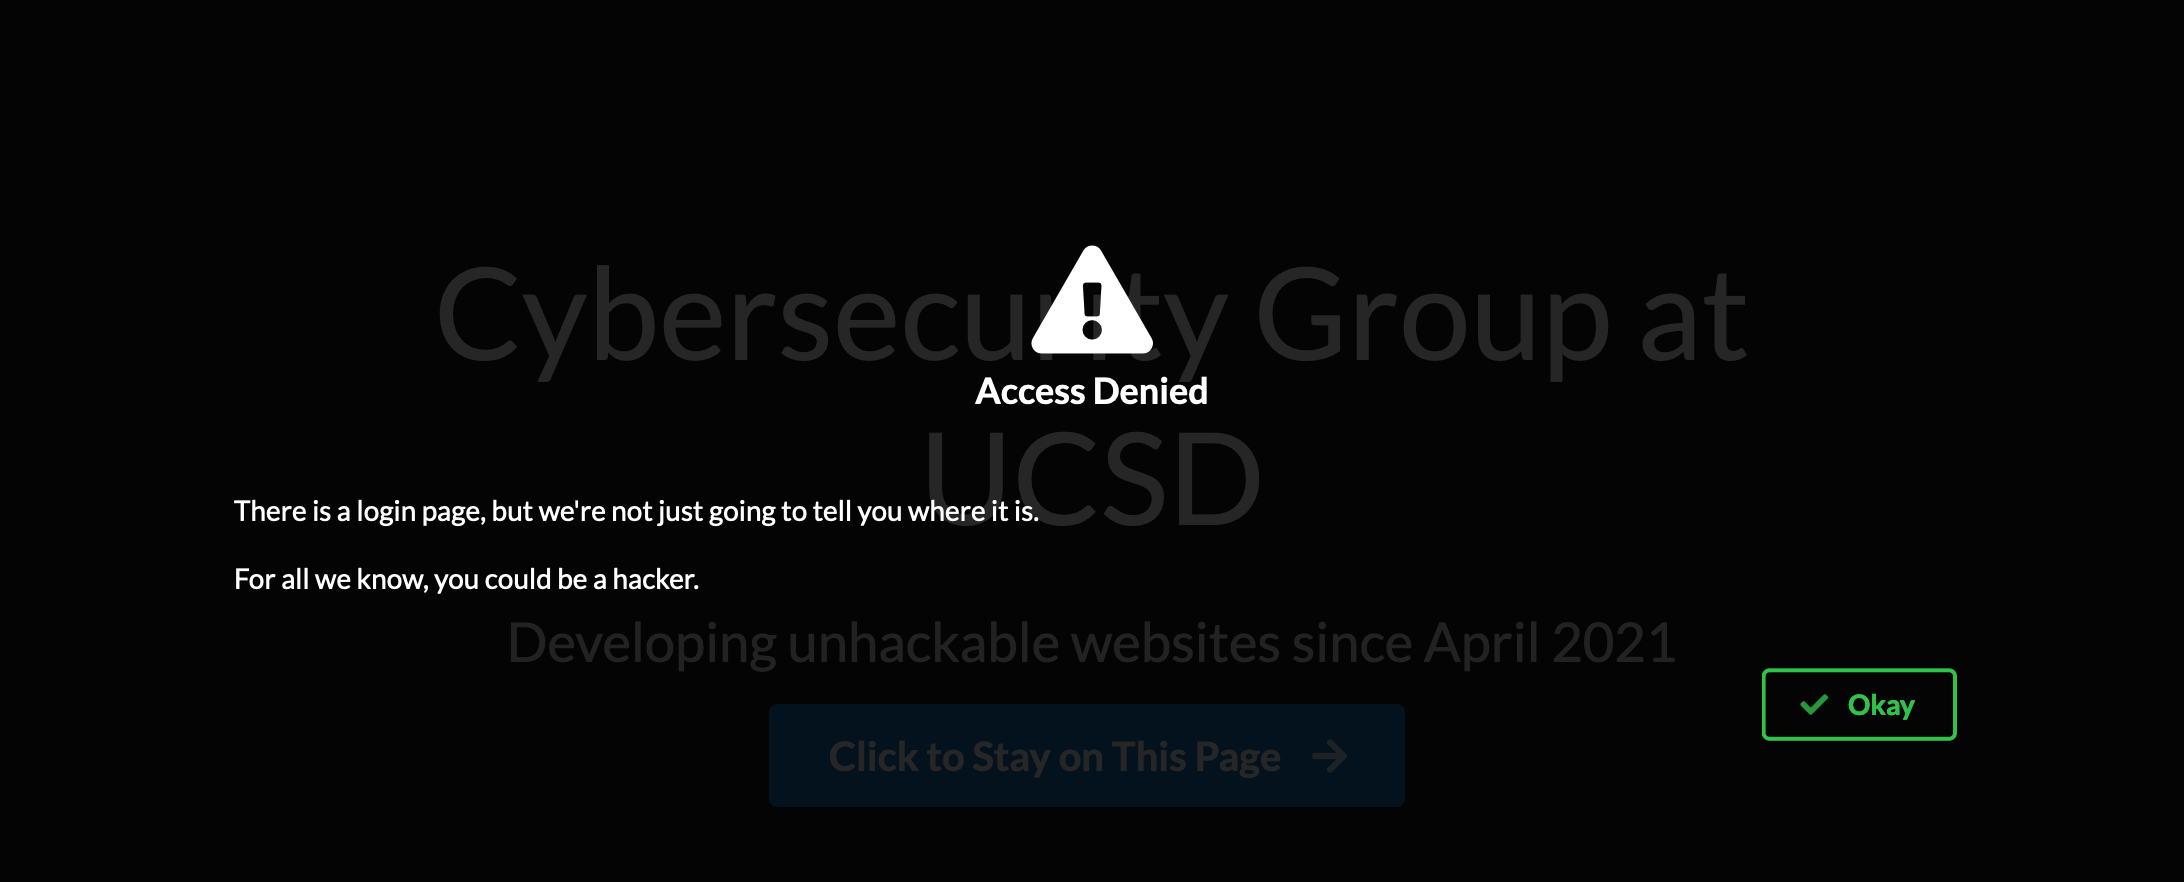 Cybersecurity Group at
Access Denied
UCSD
There is a login page, but we're not just going to tell you where it is.
For all we know, you could be a hacker.
Developing unhackable websites since April 2021
Okay
Click to Stay on This Page